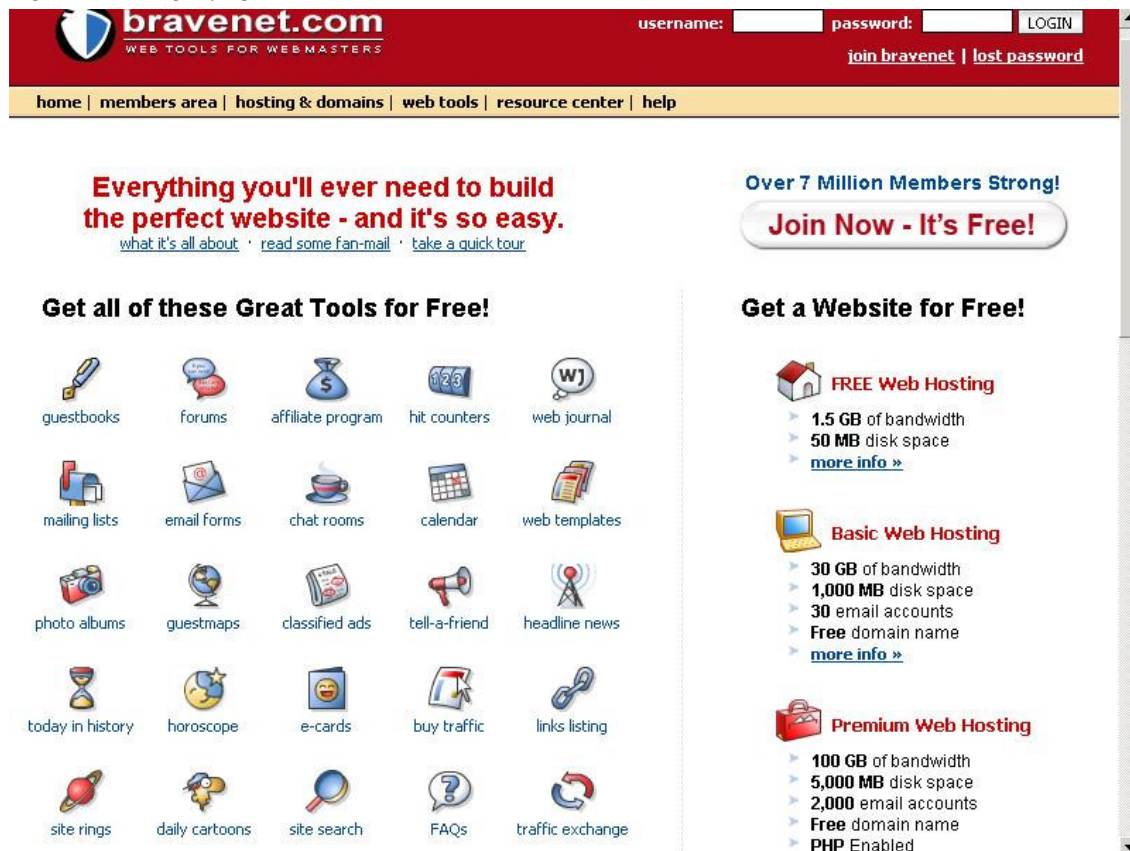 bravenet.com
WEB TOOLS FOR WEBMASTERS
username: password: LOGIN
join bravenet | lost password
home | members area | hosting & domains | web tools | resource center | help
Everything you'll ever need to build
the perfect website - and it's so easy.
what it's all about · read some fan-mail · take a quick tour
Over 7 Million Members Strong!
Join Now - It's Free!
Get all of these Great Tools for Free!
guestbooks forums affiliate program hit counters web journal
mailing lists email forms chat rooms calendar web templates
photo albums guestmaps classified ads tell-a-friend headline news
today in history horoscope e-cards buy traffic links listing
site rings daily cartoons site search FAQs traffic exchange
Get a Website for Free!
FREE Web Hosting
1.5 GB of bandwidth
50 MB disk space
more info »
Basic Web Hosting
30 GB of bandwidth
1,000 MB disk space
30 email accounts
Free domain name
more info »
Premium Web Hosting
100 GB of bandwidth
5,000 MB disk space
2,000 email accounts
Free domain name
PHP Enabled